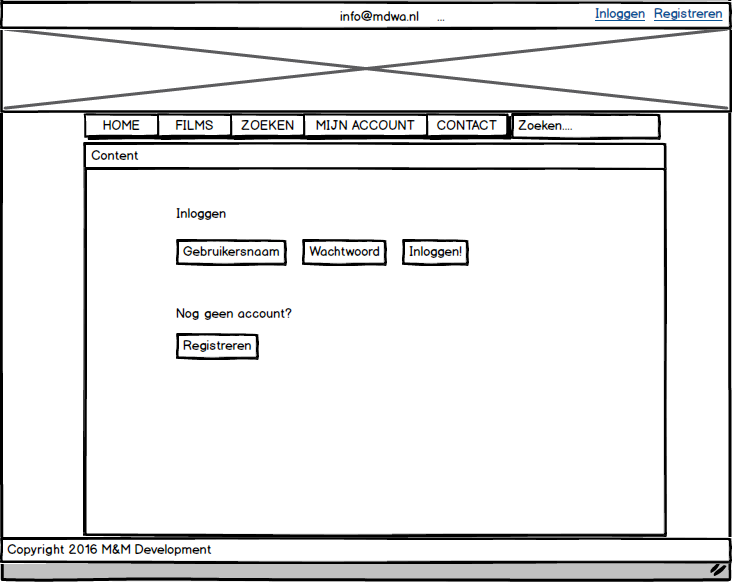 info@mdwa.nl ... Inloggen Registreren
HOME FILMS ZOEKEN MIJN ACCOUNT CONTACT Zoeken....
Content
Inloggen
Gebruikersnaam Wachtwoord Inloggen!
Nog geen account?
Registreren
Copyright 2016 M&M Development